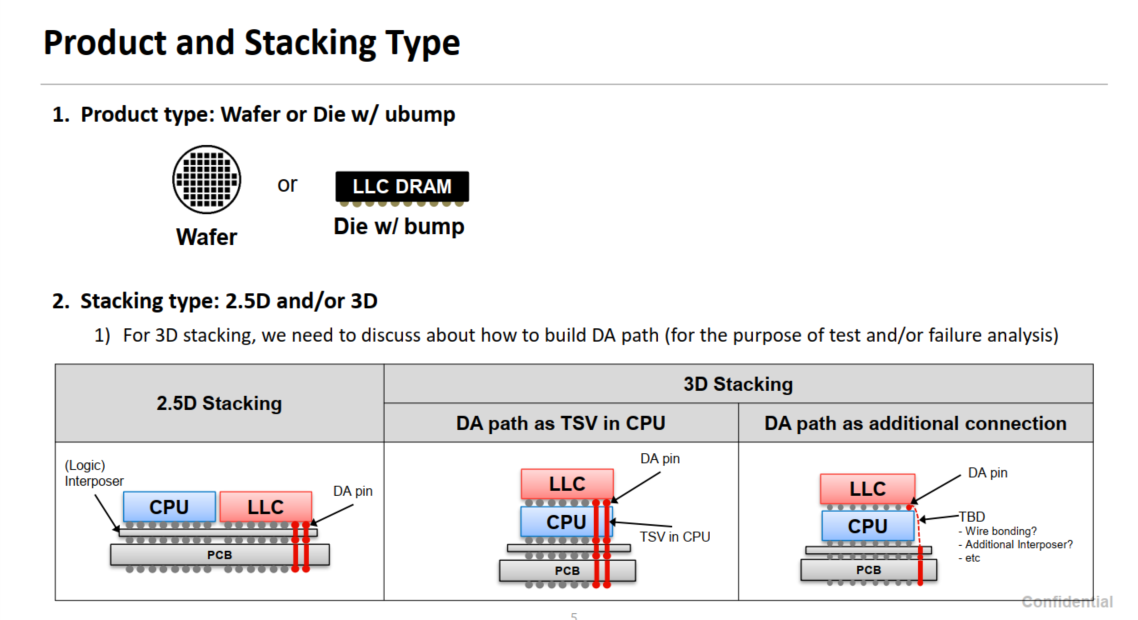 Product and Stacking Type
1. Product type: Wafer or Die w/ ubump
or
LLC DRAM
Wafer
Die w/ bump
2. Stacking type: 2.5D and/or 3D
1) For 3D stacking, we need to discuss about how to build DA path (for the purpose of test and/or failure analysis)
2.5D Stacking
3D Stacking
DA path as TSV in CPU
DA path as additional connection
(Logic)
Interposer
CPU
LLC
DA pin
PCB
LLC
DA pin
CPU
TSV in CPU
PCB
LLC
DA pin
CPU
TBD
- Wire bonding?
- Additional Interposer?
- etc
PCB
Confidential
5